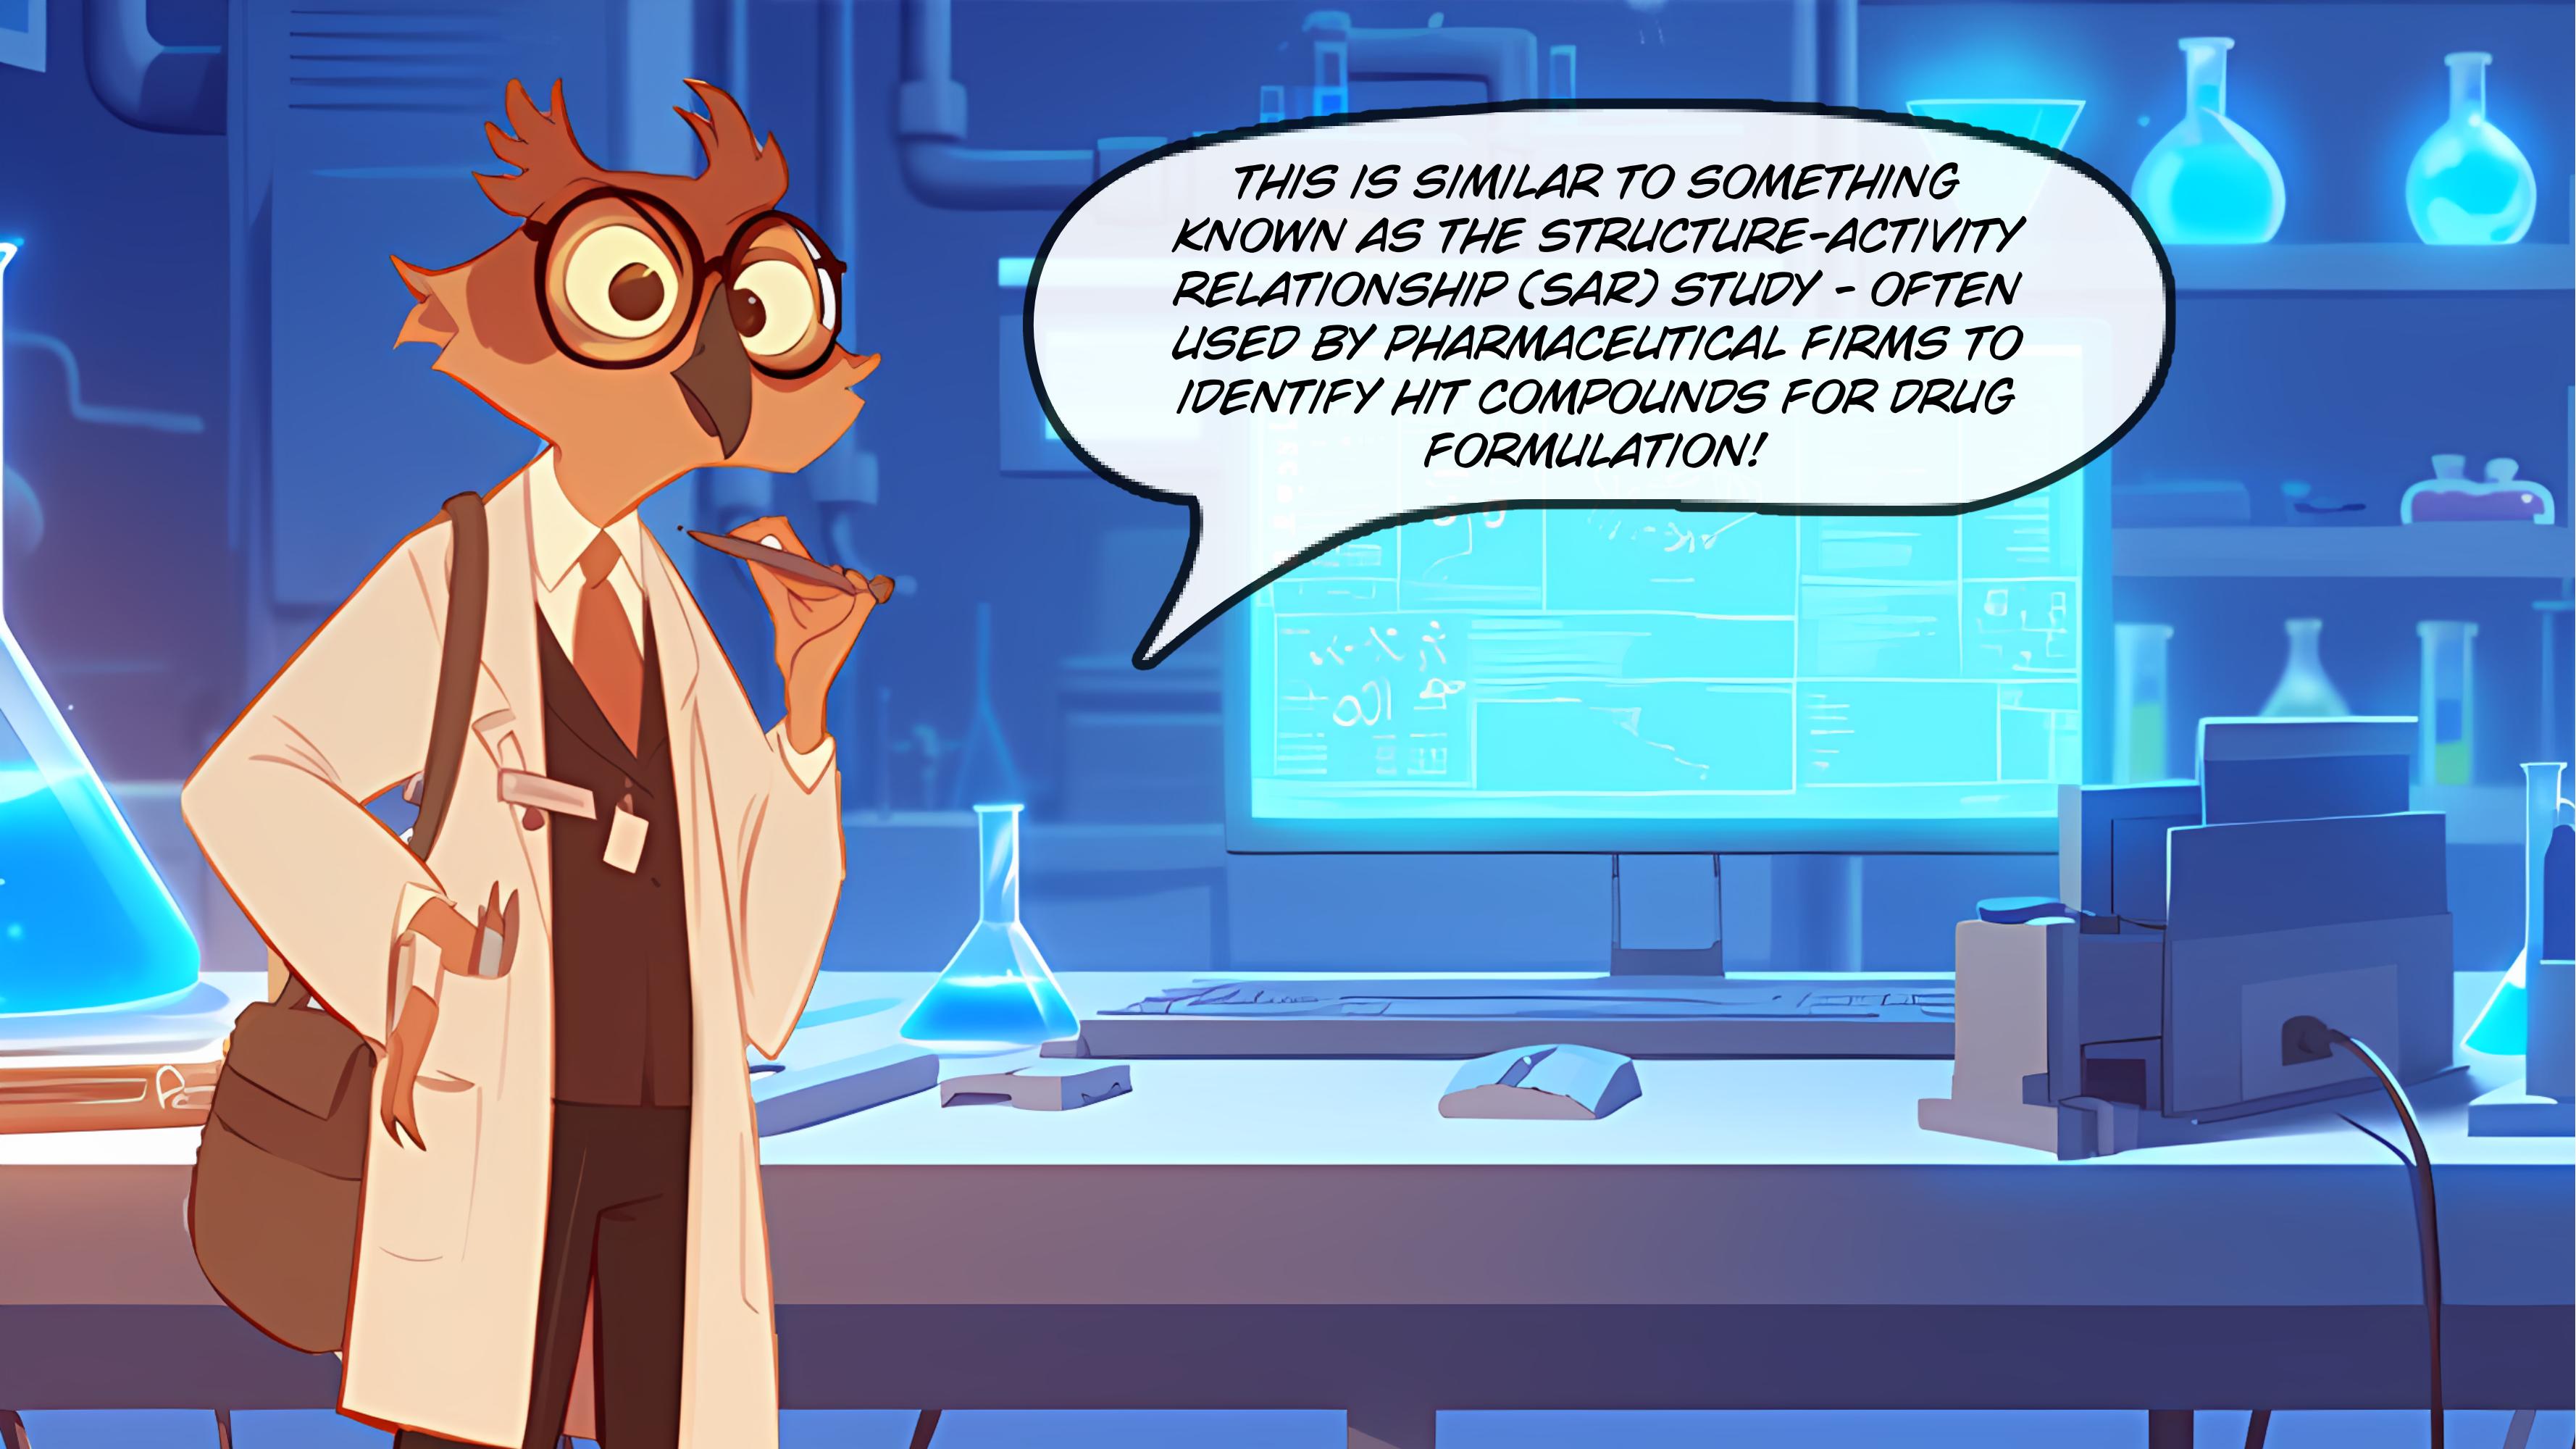 THIS IS SIMILAR TO SOMETHING
KNOWN AS THE STRUCTURE-ACTIVITY
RELATIONSHIP (SAR) STUDY - OFTEN
USED BY PHARMACEUTICAL FIRMS TO
IDENTIFY HIT COMPOUNDS FOR DRUG
FORMULATION!